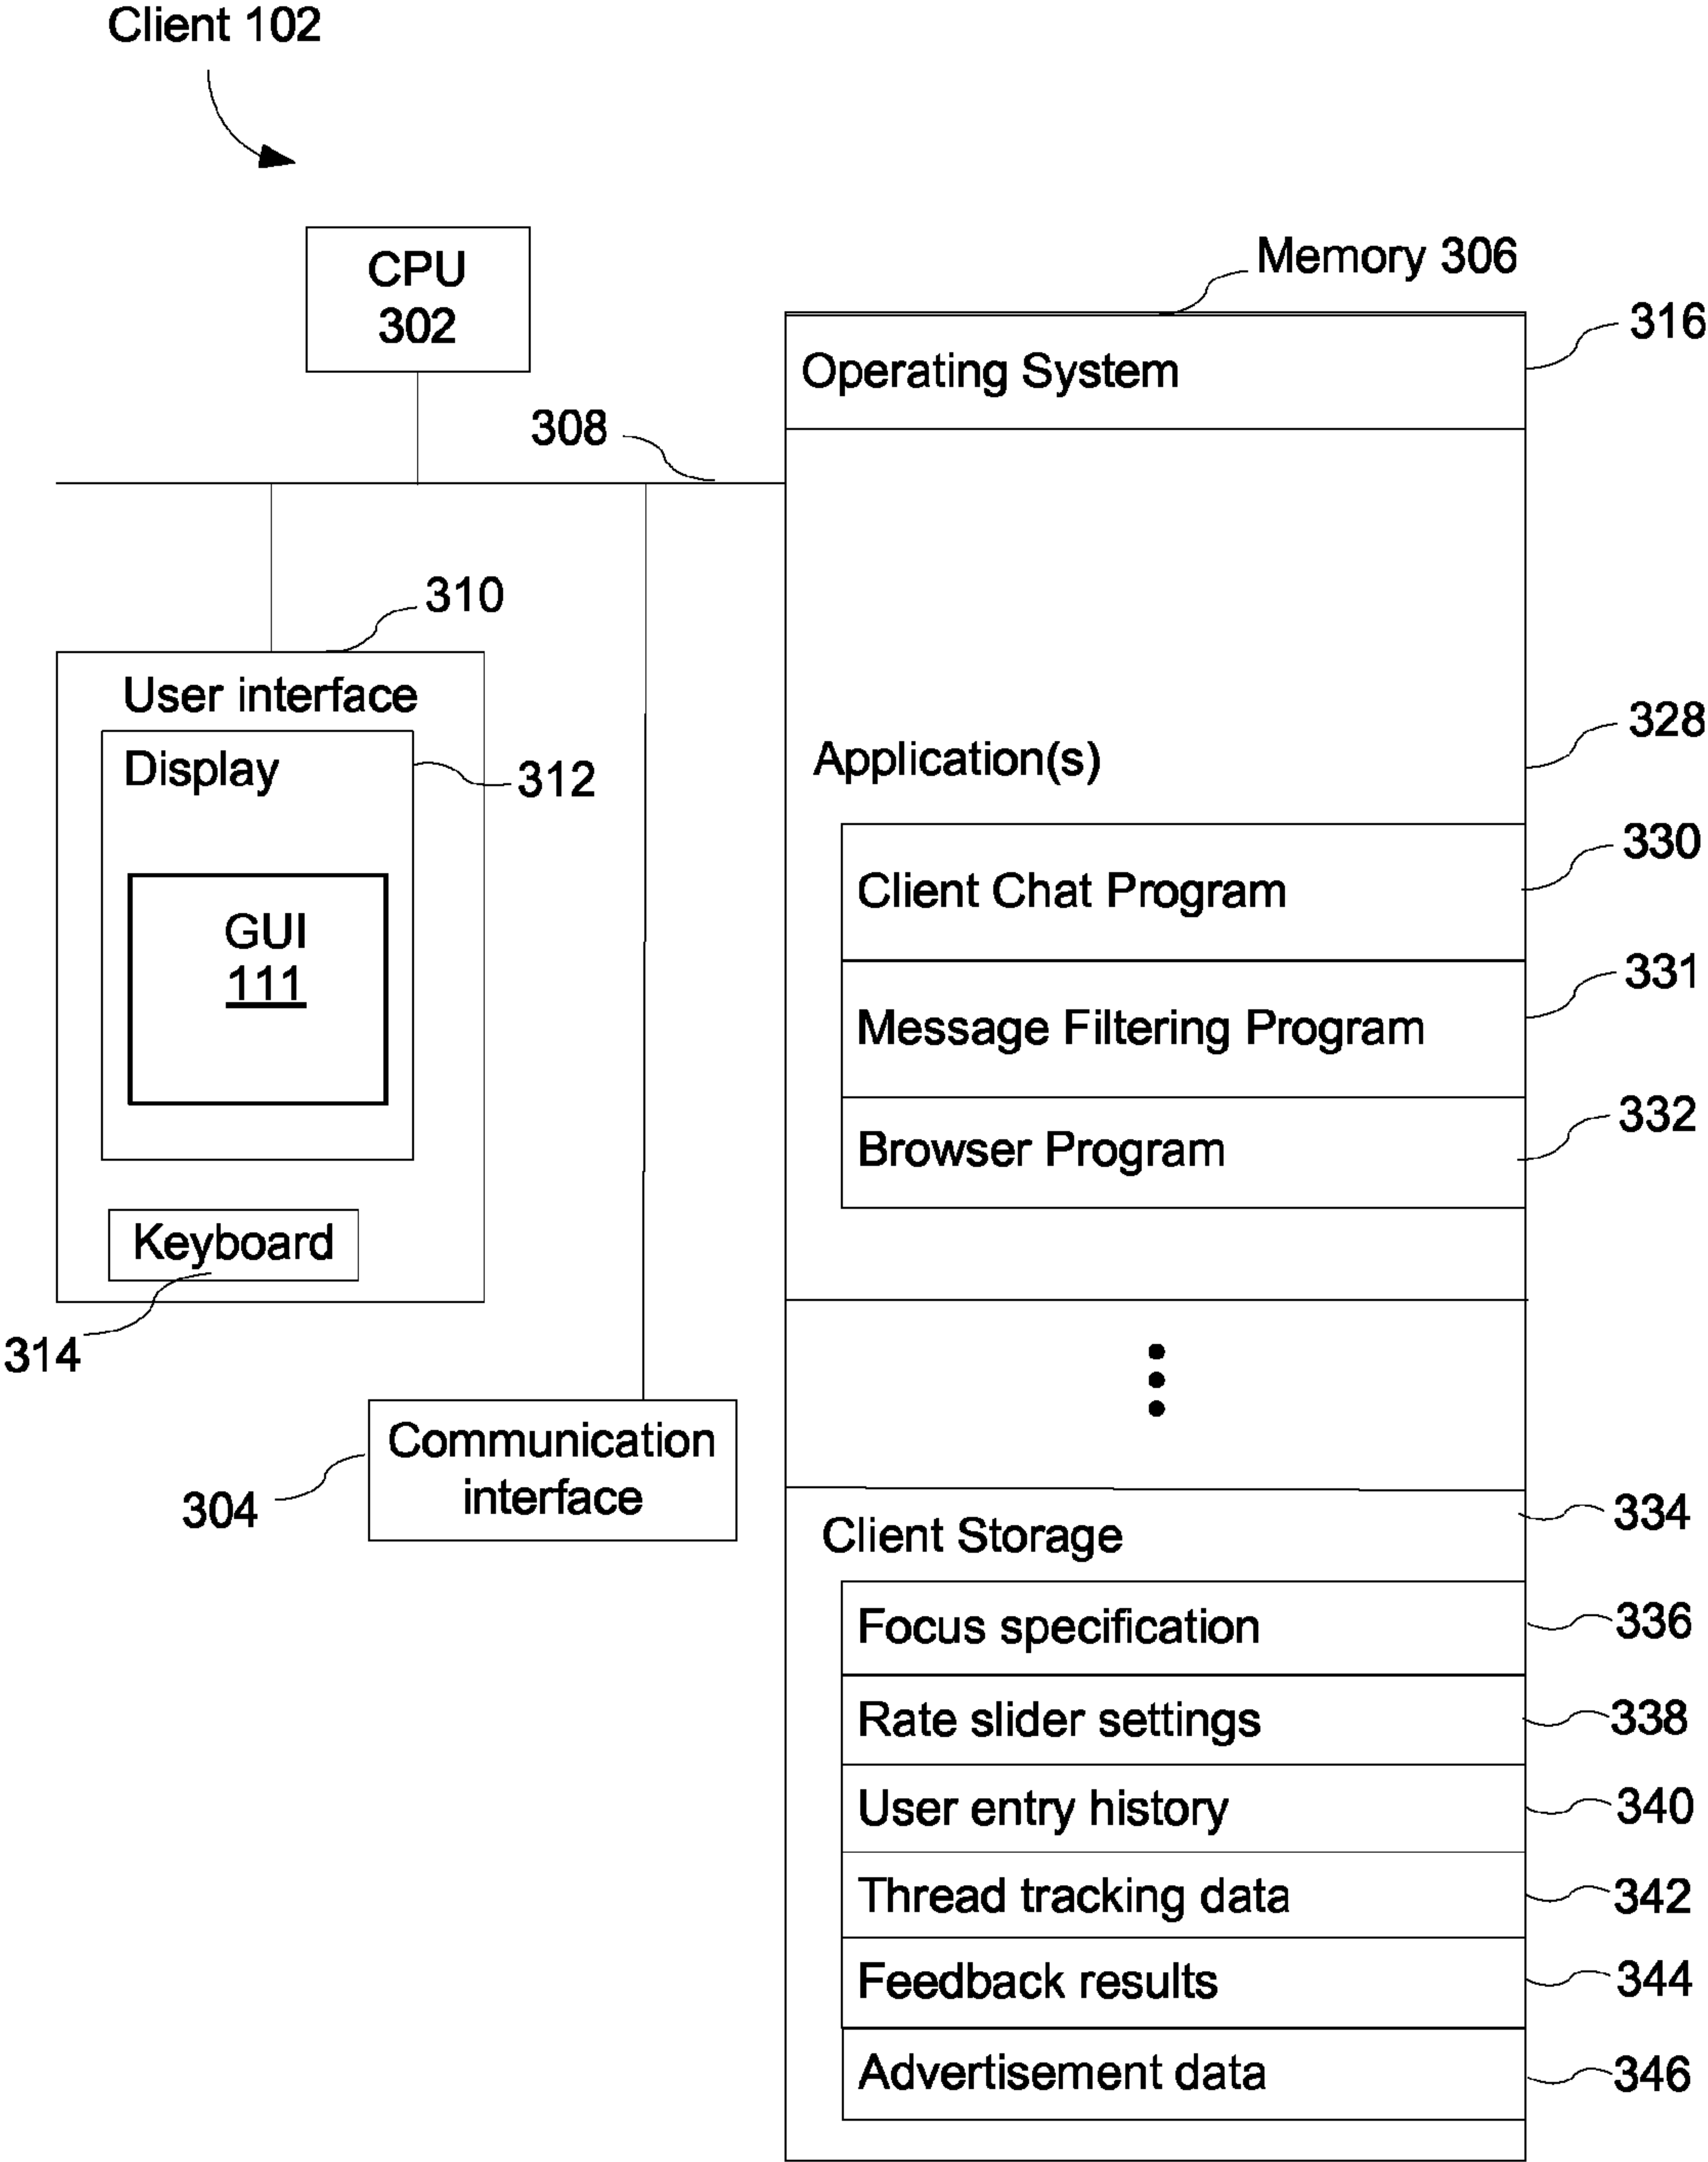 Client 102
CPU
302
Memory 306
316
Operating System
308
310
User interface
328
Display
312
Application(s)
330
Client Chat Program
GUI
111
331
Message Filtering Program
332
Browser Program
Keyboard
314
Communication
interface
304
334
Client Storage
336
Focus specification
338
Rate slider settings
340
User entry history
342
Thread tracking data
344
Feedback results
346
Advertisement data